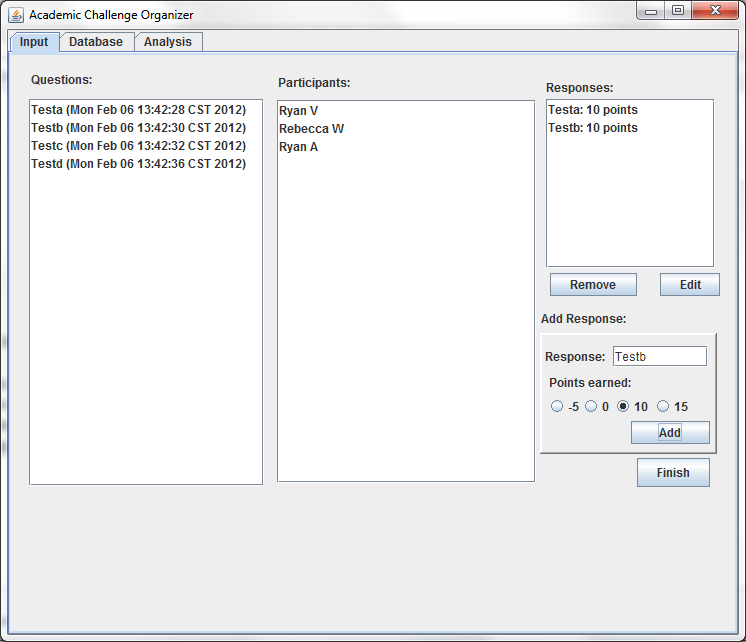 Academic Challenge Organizer
Input Database Analysis
Questions:
Testa (Mon Feb 06 13:42:28 CST 2012)
Testb (Mon Feb 06 13:42:30 CST 2012)
Testc (Mon Feb 06 13:42:32 CST 2012)
Testd (Mon Feb 06 13:42:36 CST 2012)
Participants:
Ryan V
Rebecca W
Ryan A
Responses:
Testa: 10 points
Testb: 10 points
Remove Edit
Add Response:
Response: Testb
Points earned:
-5 0 10 15
Add
Finish